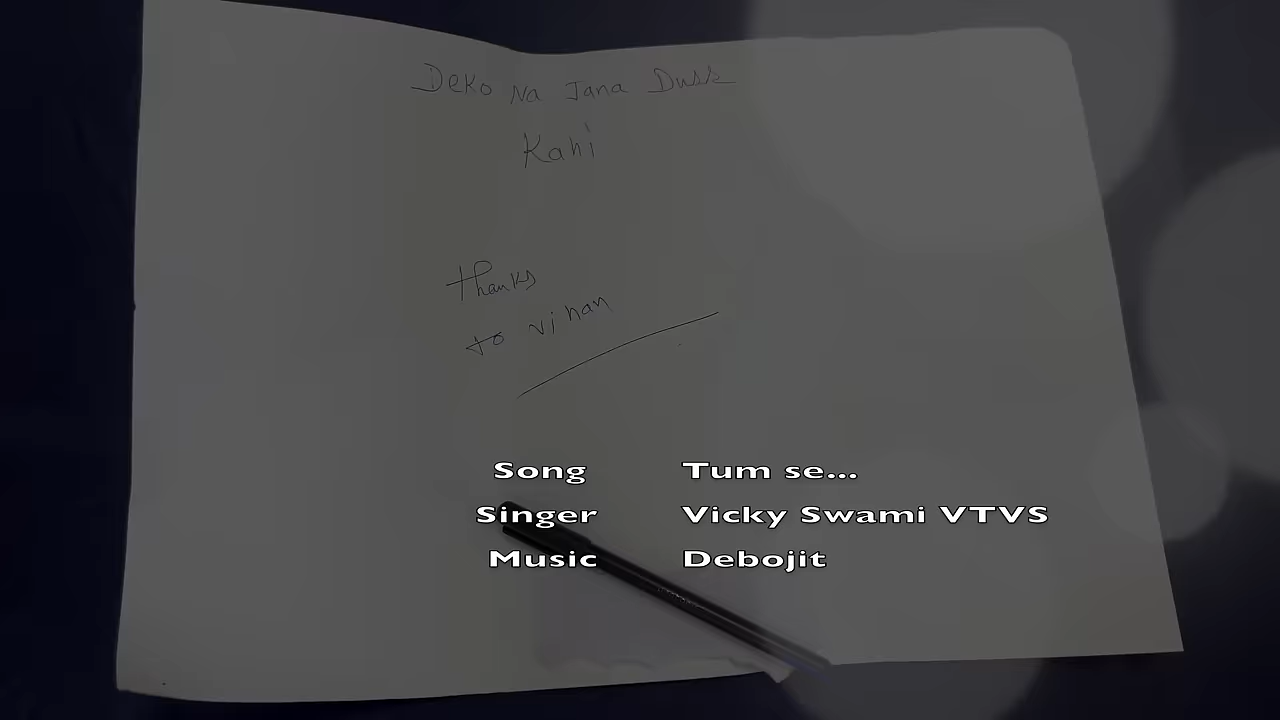 Deko Na Jana Dusk
Kahi
thanks
to vihan
Song Tum se...
Singer Vicky Swami VTVS
Music Debojit